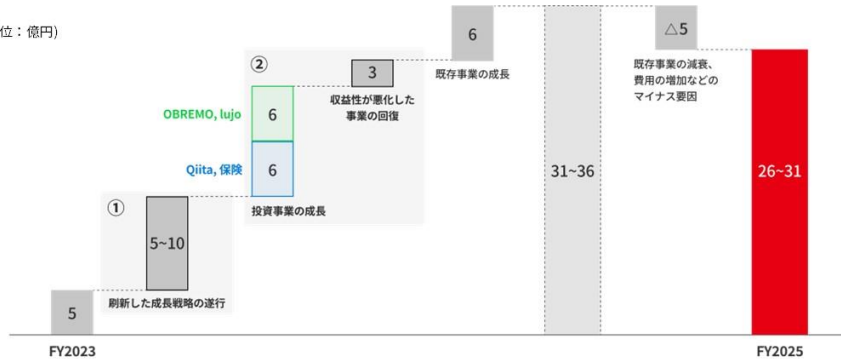 位：億円)
②
6
△5
3
既存事業の成長
既存事業の減衰、
費用の増加などの
マイナス要因
収益性が悪化した
事業の回復
OBREMO, lujo
6
Qiita, 保険
6
31~36
26~31
投資事業の成長
①
5~10
刷新した成長戦略の遂行
5
FY2023
FY2025